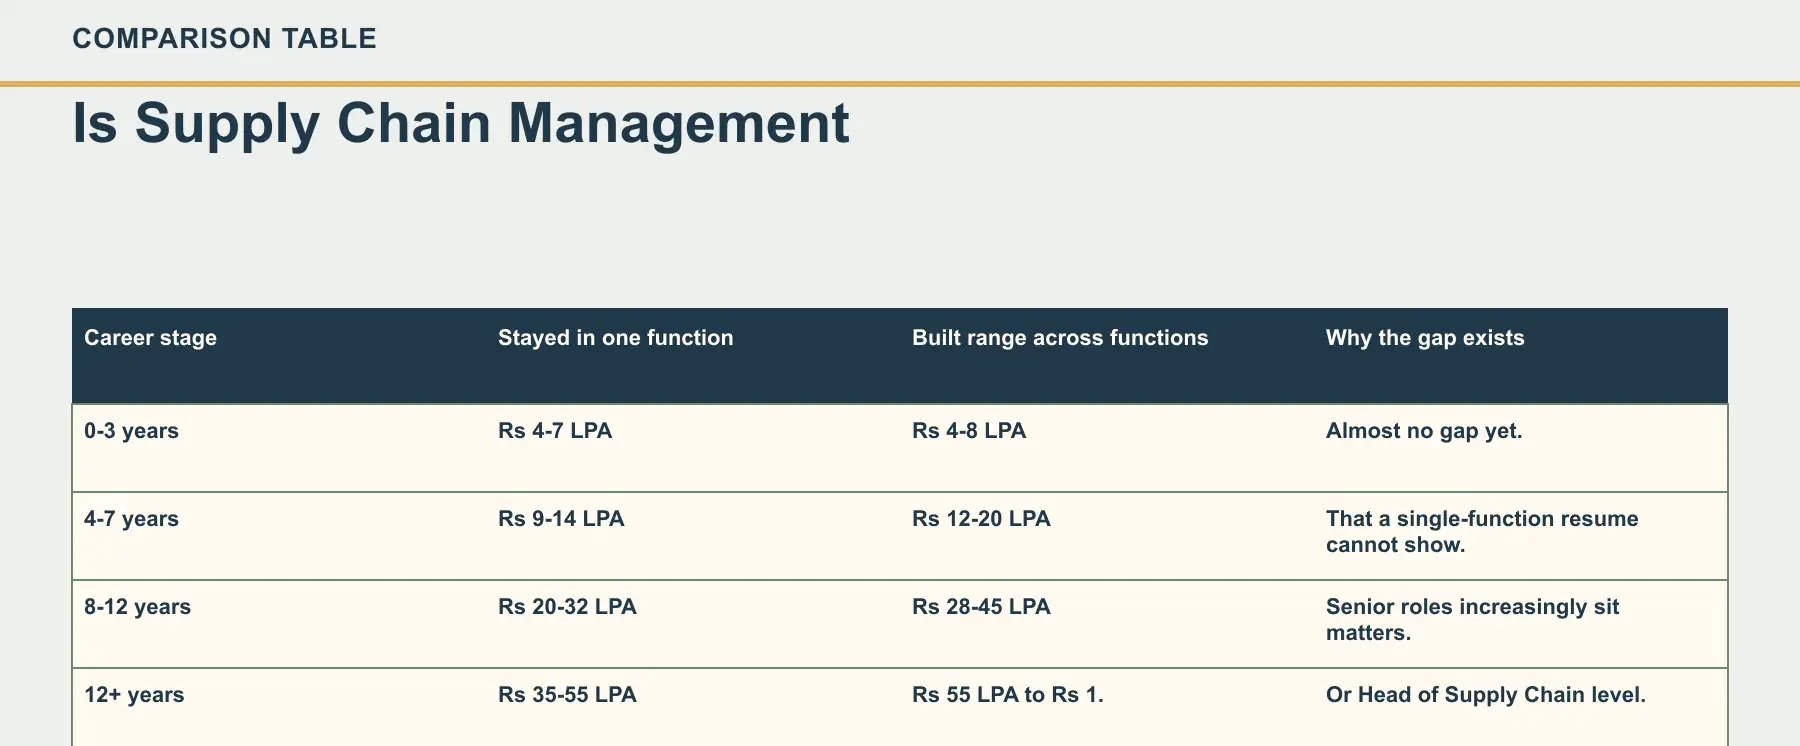 COMPARISON TABLE
Is Supply Chain Management
Career stage
Stayed in one function
Built range across functions
Why the gap exists
0-3 years
Rs 4-7 LPA
Rs 4-8 LPA
Almost no gap yet.
4-7 years
Rs 9-14 LPA
Rs 12-20 LPA
That a single-function resume
cannot show.
8-12 years
Rs 20-32 LPA
Rs 28-45 LPA
Senior roles increasingly sit
matters.
12+ years
Rs 35-55 LPA
Rs 55 LPA to Rs 1.
Or Head of Supply Chain level.